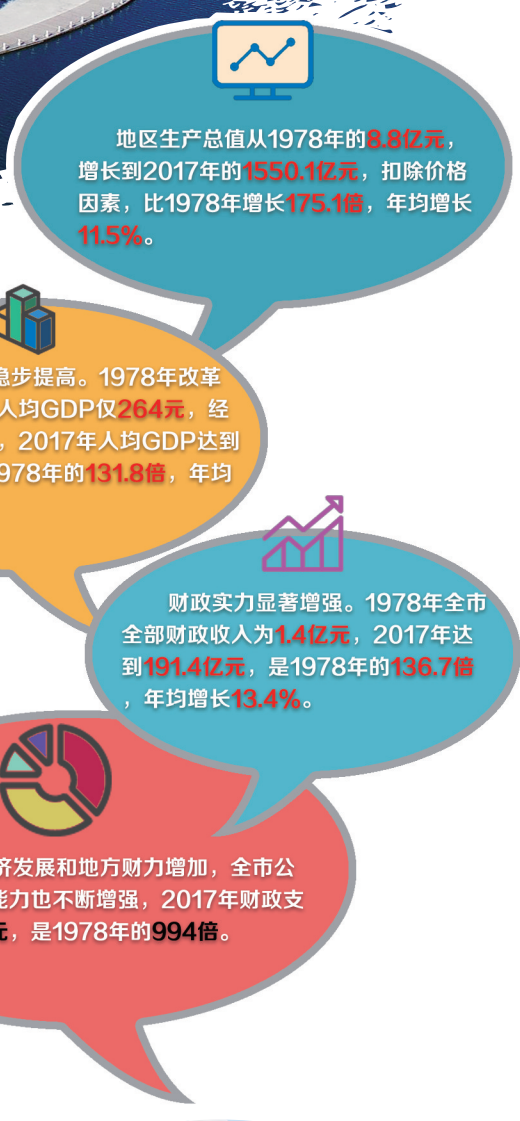 地区生产总值从1978年的8.8亿元，
增长到2017年的1550.1亿元，扣除价格
因素，比1978年增长175.1倍，年均增长
11.5%。
稳步提高。1978年改革
人均GDP仅264元，经
，2017年人均GDP达到
978年的131.8倍，年均
财政实力显著增强。1978年全市
全部财政收入为1.4亿元，2017年达
到191.4亿元，是1978年的136.7倍
，年均增长13.4%。
济发展和地方财力增加，全市公
能力也不断增强，2017年财政支
元，是1978年的994倍。